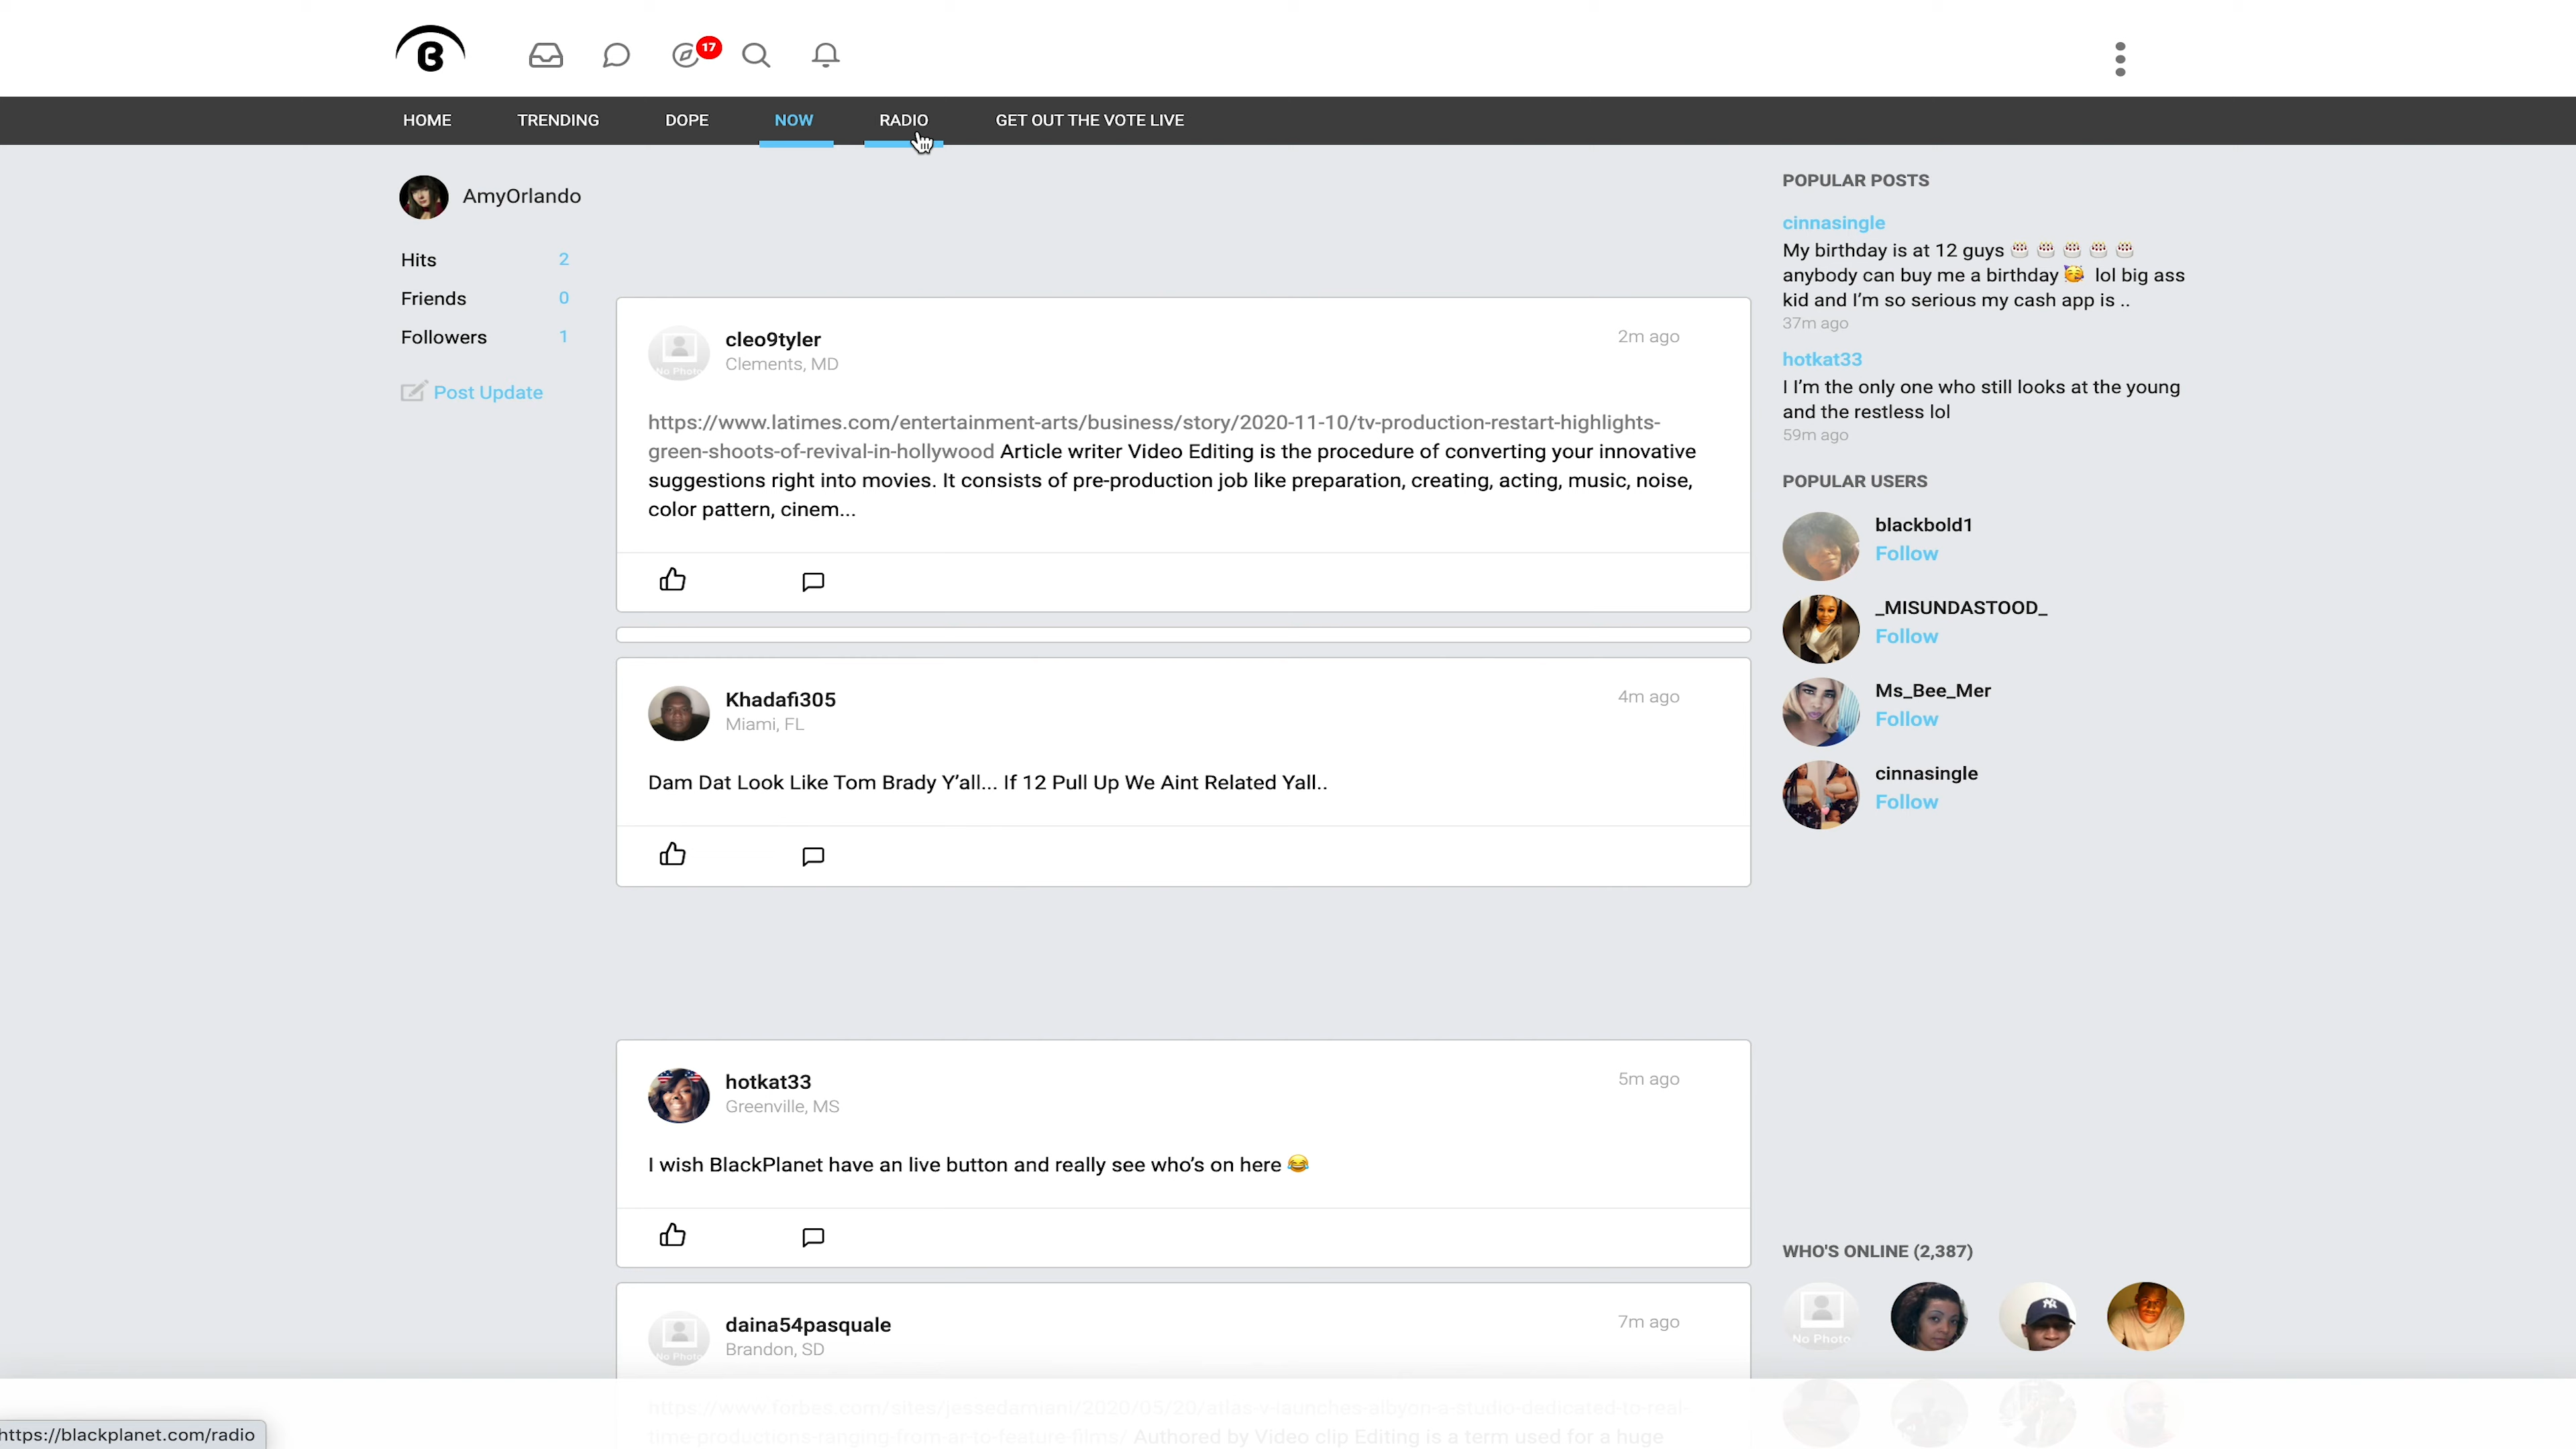 B
17
HOME TRENDING DOPE NOW RADIO GET OUT THE VOTE LIVE
AmyOrlando
Hits 2
Friends 0
Followers 1
Post Update
cleo9tyler
2m ago
Clements, MD
No Photo
https://www.latimes.com/entertainment-arts/business/story/2020-11-10/tv-production-restart-highlights-
green-shoots-of-revival-in-hollywood Article writer Video Editing is the procedure of converting your innovative
suggestions right into movies. It consists of pre-production job like preparation, creating, acting, music, noise,
color pattern, cinem...
Khadafi305
4m ago
Miami, FL
Dam Dat Look Like Tom Brady Y'all... If 12 Pull Up We Aint Related Yall..
hotkat33
5m ago
Greenville, MS
I wish BlackPlanet have an live button and really see who's on here 😂
daina54pasquale
7m ago
Brandon, SD
No Photo
https://www.forbes.com/sites/jessedamiani/2020/05/20/atlas-v-launches-albyon-a-studio-dedicated-to-real-
time-productions-ranging-from-ar-to-feature-films/ Authored by Video clip Editing is a term used for a huge
POPULAR POSTS
cinnasingle
My birthday is at 12 guys 🎂 🎂 🎂 🎂 🎂
anybody can buy me a birthday 🥳 lol big ass
kid and I'm so serious my cash app is ..
37m ago
hotkat33
I I'm the only one who still looks at the young
and the restless lol
59m ago
POPULAR USERS
blackbold1
Follow
_MISUNDASTOOD_
Follow
Ms_Bee_Mer
Follow
cinnasingle
Follow
WHO'S ONLINE (2,387)
No Photo
https://blackplanet.com/radio